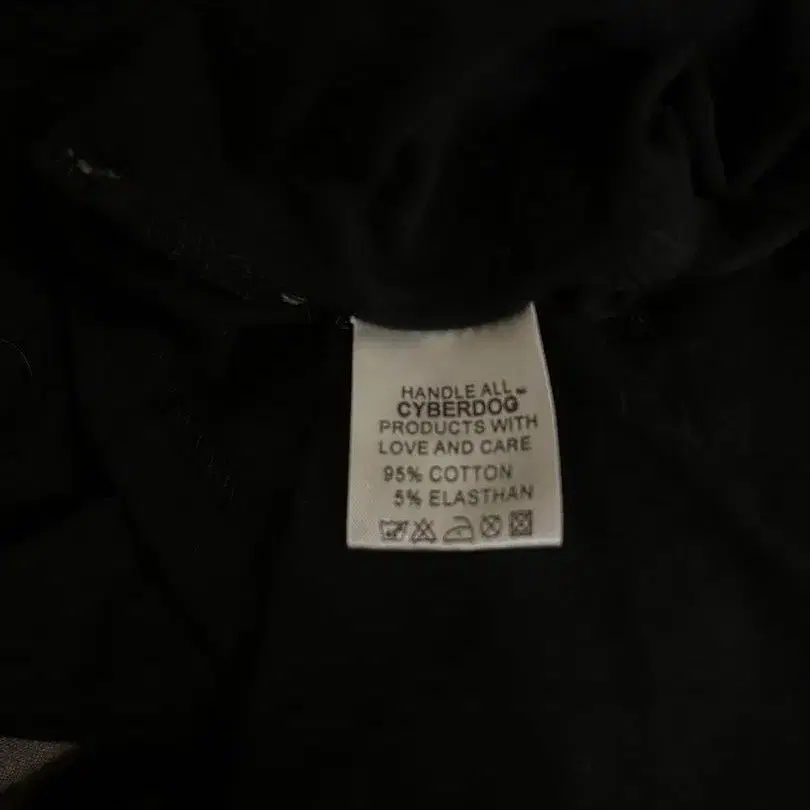 HANDLE ALL
CYBERDOG
PRODUCTS WITH
LOVE AND CARE
95% COTTON
5% ELASTHAN